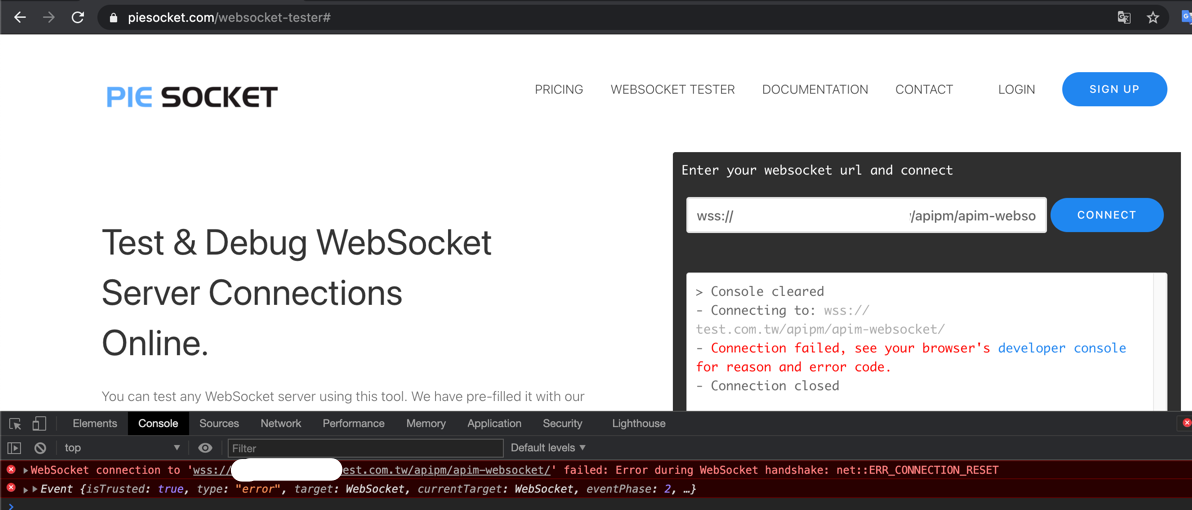 piesocket.com/websocket-tester#
PIE SOCKET
PRICING WEBSOCKET TESTER DOCUMENTATION CONTACT LOGIN SIGN UP
Enter your websocket url and connect
wss:// /apipm/apim-webso CONNECT
Test & Debug WebSocket
Server Connections
Online.
You can test any WebSocket server using this tool. We have pre-filled it with our
> Console cleared
- Connecting to: wss://
test.com.tw/apipm/apim-websocket/
- Connection failed, see your browser's developer console
for reason and error code.
- Connection closed
Elements Console Sources Network Performance Memory Application Security Lighthouse
top Filter Default levels
WebSocket connection to 'wss:// est.com.tw/apipm/apim-websocket/' failed: Error during WebSocket handshake: net::ERR_CONNECTION_RESET
Event {isTrusted: true, type: "error", target: WebSocket, currentTarget: WebSocket, eventPhase: 2, …}